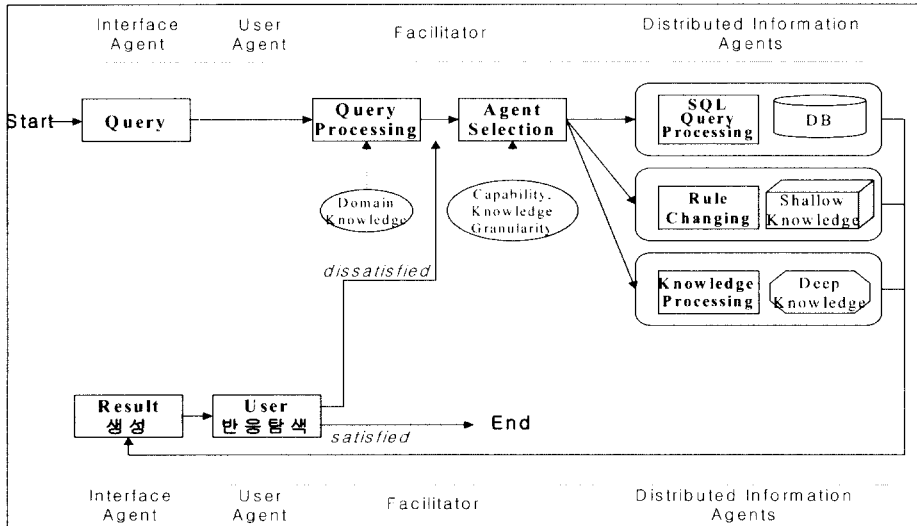 Interface
Agent
User
Agent
Facilitator
Distributed Information
Agents
Start
Query
Query
Processing
Agent
Selection
SQL
Query
Processing
DB
Domain
Knowledge
Capability,
Knowledge
Granularity
Rule
Changing
Shallow
Knowledge
dissatisfied
Knowledge
Processing
Deep
Knowledge
Result
생성
User
반응탐색
satisfied
End
Interface
Agent
User
Agent
Facilitator
Distributed Information
Agents